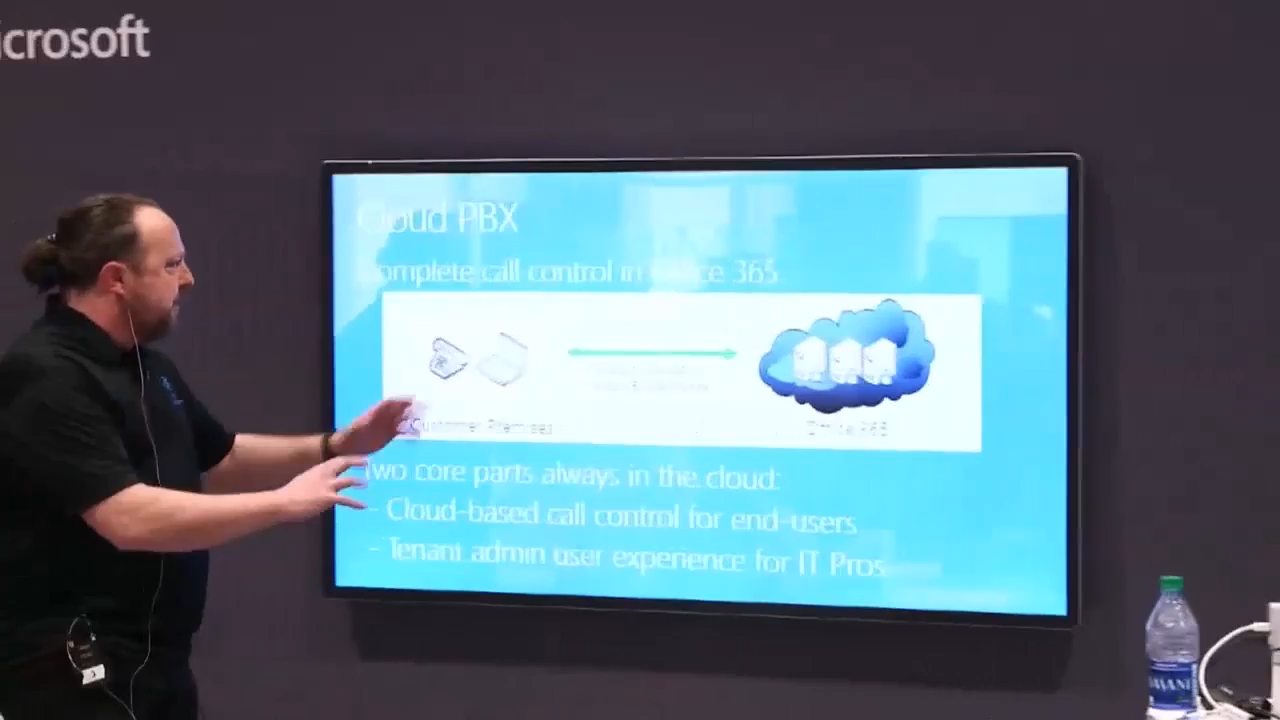 icrosoft
Cloud PBX
Complete call control in Office 365
Customer Premises
Office 365
Two core parts always in the cloud:
- Cloud-based call control for end-users
- Tenant admin user experience for IT Pros